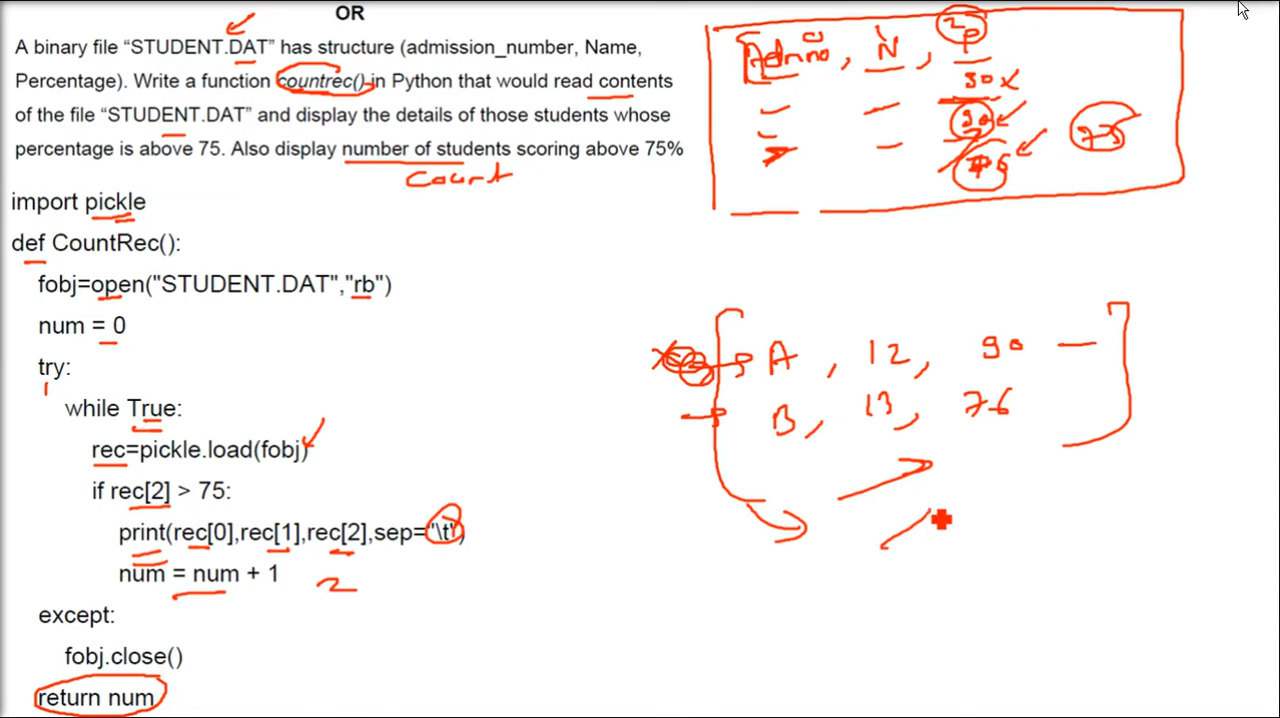 OR
A binary file “STUDENT.DAT” has structure (admission_number, Name,
Percentage). Write a function countrec() in Python that would read contents
of the file “STUDENT.DAT” and display the details of those students whose
percentage is above 75. Also display number of students scoring above 75%
Count
import pickle
def CountRec():
fobj=open("STUDENT.DAT","rb")
num = 0
try:
while True:
rec=pickle.load(fobj)
if rec[2] > 75:
print(rec[0],rec[1],rec[2],sep="\t")
num = num + 1
2
except:
fobj.close()
return num
Admno, N, P
2
30 x
90
76
75
A, 12, 90
B, 13, 76